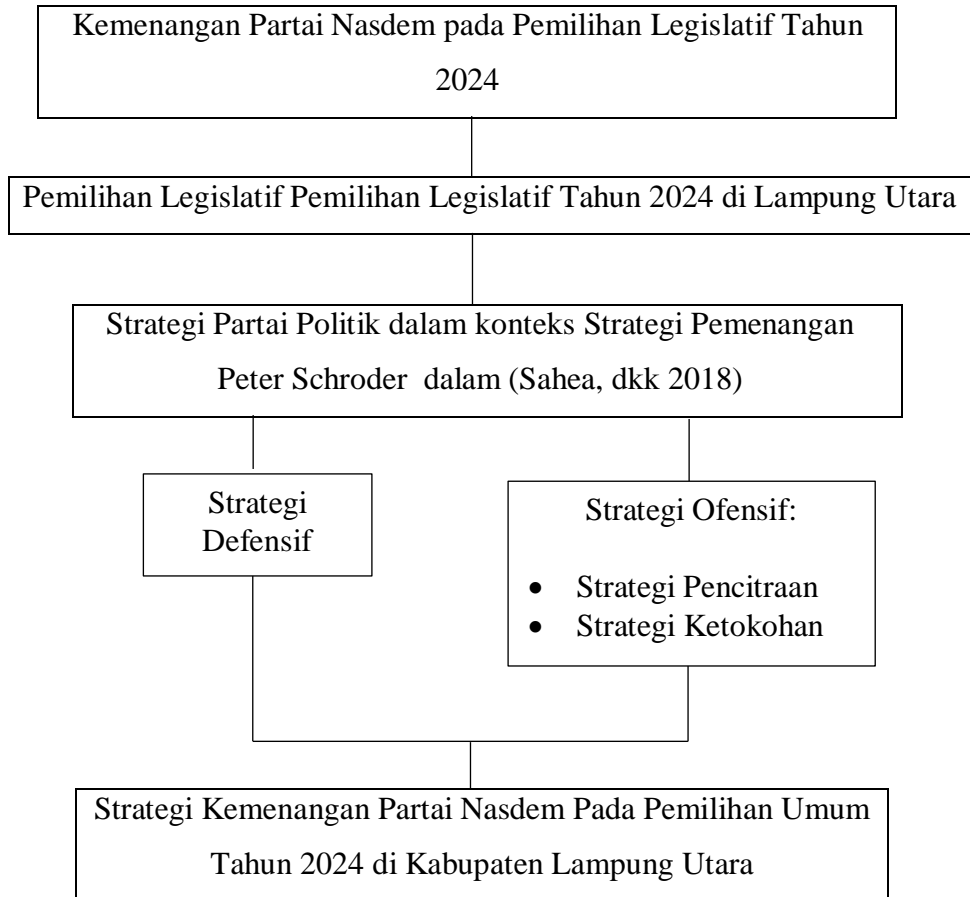 Kemenangan Partai Nasdem pada Pemilihan Legislatif Tahun
2024
Pemilihan Legislatif Pemilihan Legislatif Tahun 2024 di Lampung Utara
Strategi Partai Politik dalam konteks Strategi Pemenangan
Peter Schroder dalam (Sahea, dkk 2018)
Strategi
Defensif
Strategi Ofensif:
• Strategi Pencitraan
• Strategi Ketokohan
Strategi Kemenangan Partai Nasdem Pada Pemilihan Umum
Tahun 2024 di Kabupaten Lampung Utara